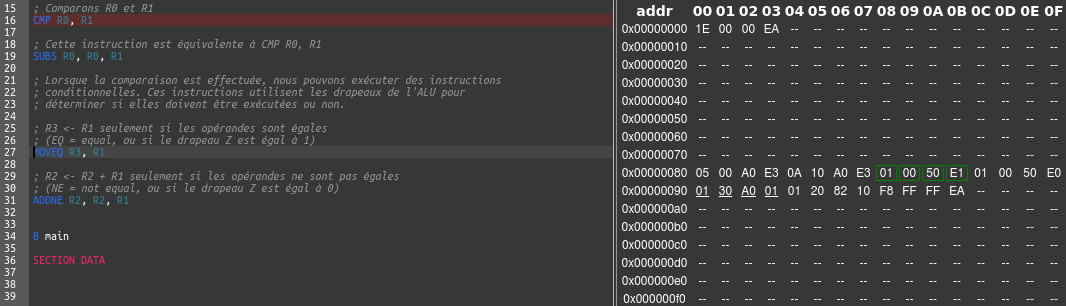 15 ; Comparons R0 et R1
16 CMP R0, R1
17
18 ; Cette instruction est équivalente à CMP R0, R1
19 SUBS R0, R0, R1
20
21 ; Lorsque la comparaison est effectuée, nous pouvons exécuter des instructions
22 ; conditionnelles. Ces instructions utilisent les drapeaux de l'ALU pour
23 ; déterminer si elles doivent être exécutées ou non.
24
25 ; R3 <- R1 seulement si les opérandes sont égales
26 ; (EQ = equal, ou si le drapeau Z est égal à 1)
27 MOVEQ R3, R1
28
29 ; R2 <- R2 + R1 seulement si les opérandes ne sont pas égales
30 ; (NE = not equal, ou si le drapeau Z est égal à 0)
31 ADDNE R2, R2, R1
32
33
34 B main
35
36 SECTION DATA
37
38
39
addr 00 01 02 03 04 05 06 07 08 09 0A 0B 0C 0D 0E 0F
0x00000000 1E 00 00 EA -- -- -- -- -- -- -- -- -- -- -- --
0x00000010 -- -- -- -- -- -- -- -- -- -- -- -- -- -- -- --
0x00000020 -- -- -- -- -- -- -- -- -- -- -- -- -- -- -- --
0x00000030 -- -- -- -- -- -- -- -- -- -- -- -- -- -- -- --
0x00000040 -- -- -- -- -- -- -- -- -- -- -- -- -- -- -- --
0x00000050 -- -- -- -- -- -- -- -- -- -- -- -- -- -- -- --
0x00000060 -- -- -- -- -- -- -- -- -- -- -- -- -- -- -- --
0x00000070 -- -- -- -- -- -- -- -- -- -- -- -- -- -- -- --
0x00000080 05 00 A0 E3 0A 10 A0 E3 01 00 50 E1 01 00 50 E0
0x00000090 01 30 A0 01 01 20 82 10 F8 FF FF EA -- -- -- --
0x000000a0 -- -- -- -- -- -- -- -- -- -- -- -- -- -- -- --
0x000000b0 -- -- -- -- -- -- -- -- -- -- -- -- -- -- -- --
0x000000c0 -- -- -- -- -- -- -- -- -- -- -- -- -- -- -- --
0x000000d0 -- -- -- -- -- -- -- -- -- -- -- -- -- -- -- --
0x000000e0 -- -- -- -- -- -- -- -- -- -- -- -- -- -- -- --
0x000000f0 -- -- -- -- -- -- -- -- -- -- -- -- -- -- -- --